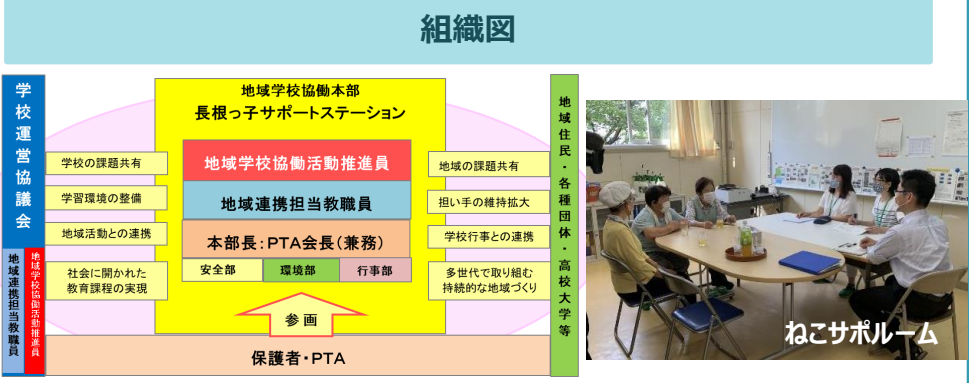 組織図
学校運営協議会
地域連携担当教職員
地域学校協働活動推進員
学校の課題共有
学習環境の整備
地域活動との連携
社会に開かれた
教育課程の実現
地域学校協働本部
長根っ子サポートステーション
地域学校協働活動推進員
地域連携担当教職員
本部長:PTA会長(兼務)
安全部
環境部
行事部
参画
保護者・PTA
地域の課題共有
担い手の維持拡大
学校行事との連携
多世代で取り組む
持続的な地域づくり
地域住民・各種団体・高校大学等
ねこサポルーム